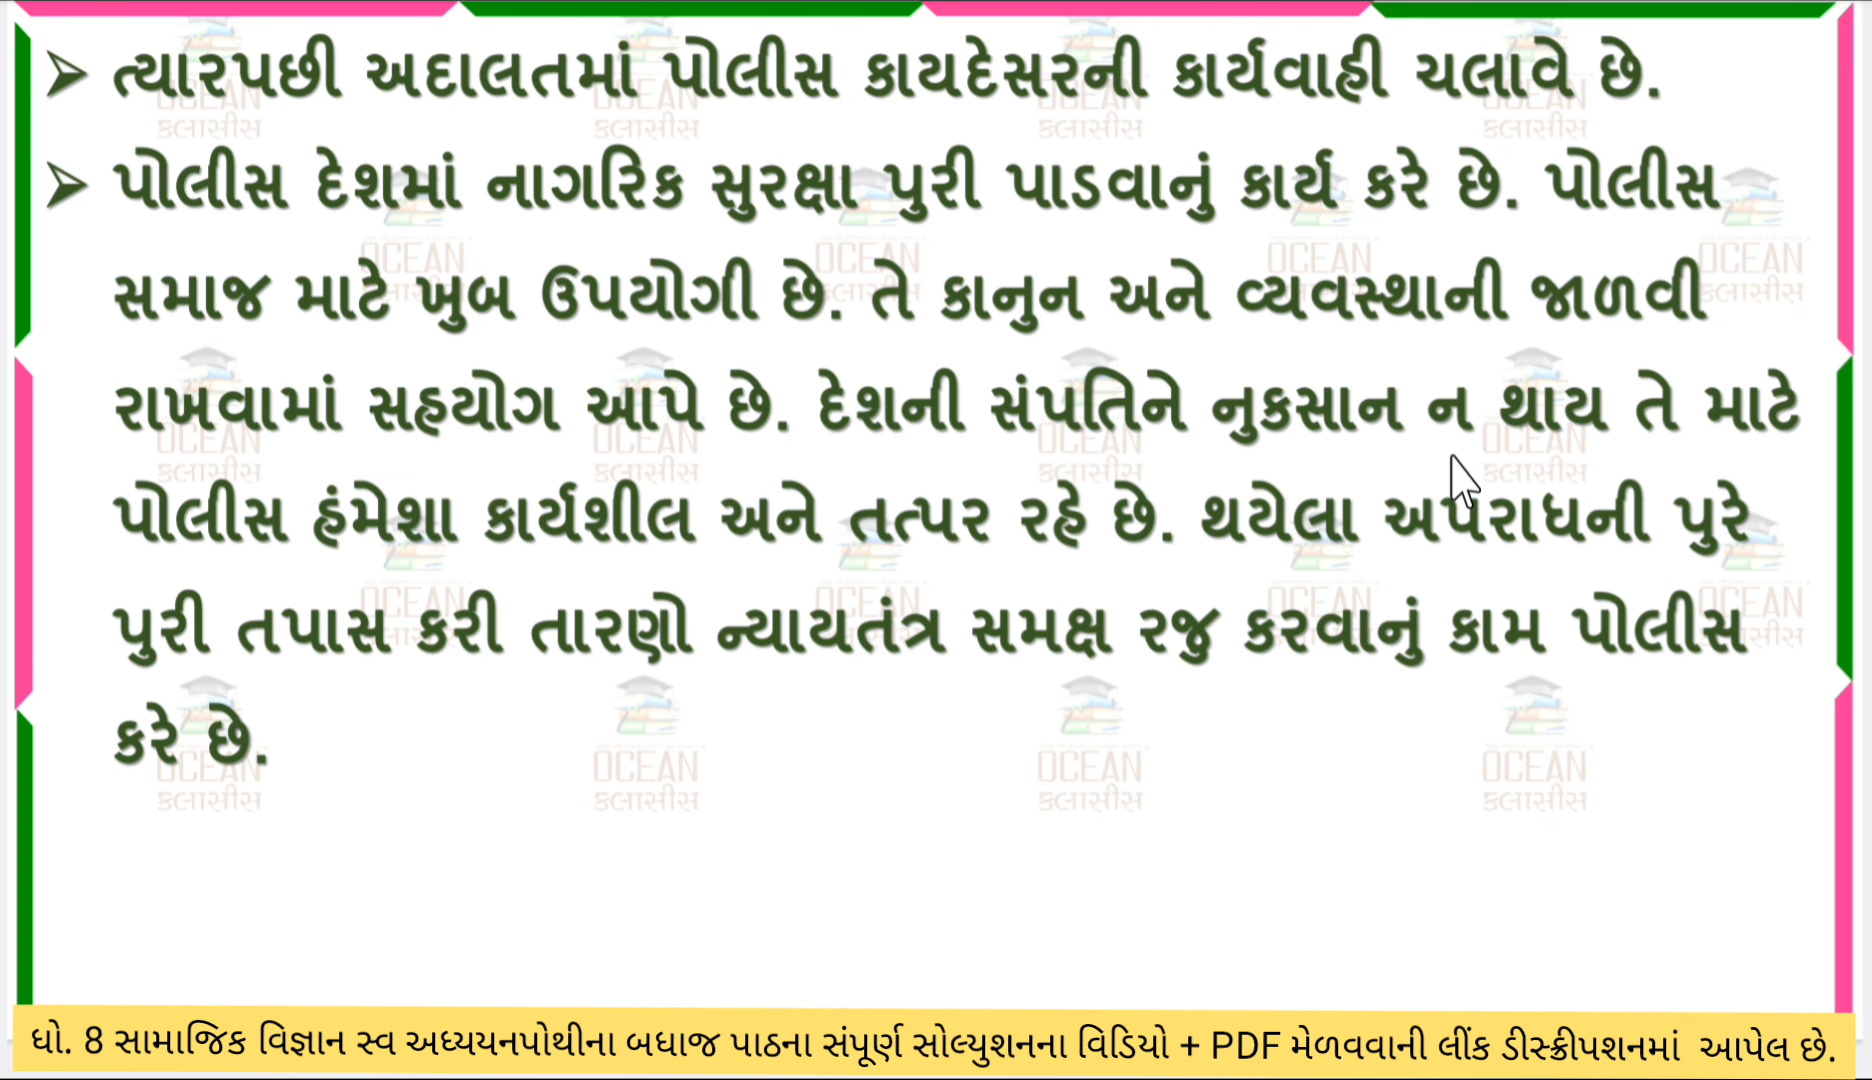 ➢ ત્યારપછી અદાલતમાં પોલીસ કાયદેસરની કાર્યવાહી ચલાવે છે.
➢ પોલીસ દેશમાં નાગરિક સુરક્ષા પુરી પાડવાનું કાર્ય કરે છે. પોલીસ
સમાજ માટે ખુબ ઉપયોગી છે. તે કાનુન અને વ્યવસ્થાની જાળવી
રાખવામાં સહયોગ આપે છે. દેશની સંપતિને નુકસાન ન થાય તે માટે
પોલીસ હંમેશા કાર્યશીલ અને તત્પર રહે છે. થયેલા અપરાધની પુરે
પુરી તપાસ કરી તારણો ન્યાયતંત્ર સમક્ષ રજુ કરવાનું કામ પોલીસ
કરે છે.
OCEAN
ક્લાસીસ
ધો. 8 સામાજિક વિજ્ઞાન સ્વ અધ્યયનપોથીના બધાજ પાઠના સંપૂર્ણ સોલ્યુશનના વિડિયો + PDF મેળવવાની લીંક ડીસ્ક્રીપશનમાં આપેલ છે.